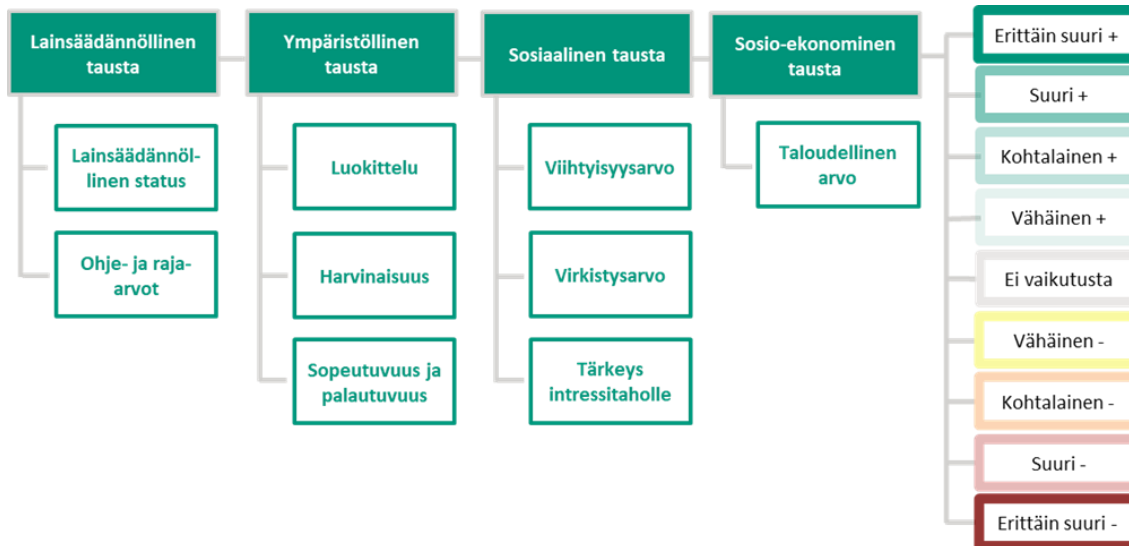 Lainsäädännöllinen
tausta
Lainsäädännöl-
linen status
Ohje- ja raja-
arvot
Ympäristöllinen
tausta
Luokittelu
Harvinaisuus
Sopeutuvuus ja
palautuvuus
Sosiaalinen tausta
Viihtyisyysarvo
Virkistysarvo
Tärkeys
intressitaholle
Sosio-ekonominen
tausta
Taloudellinen
arvo
Erittäin suuri +
Suuri +
Kohtalainen +
Vähäinen +
Ei vaikutusta
Vähäinen -
Kohtalainen -
Suuri -
Erittäin suuri -